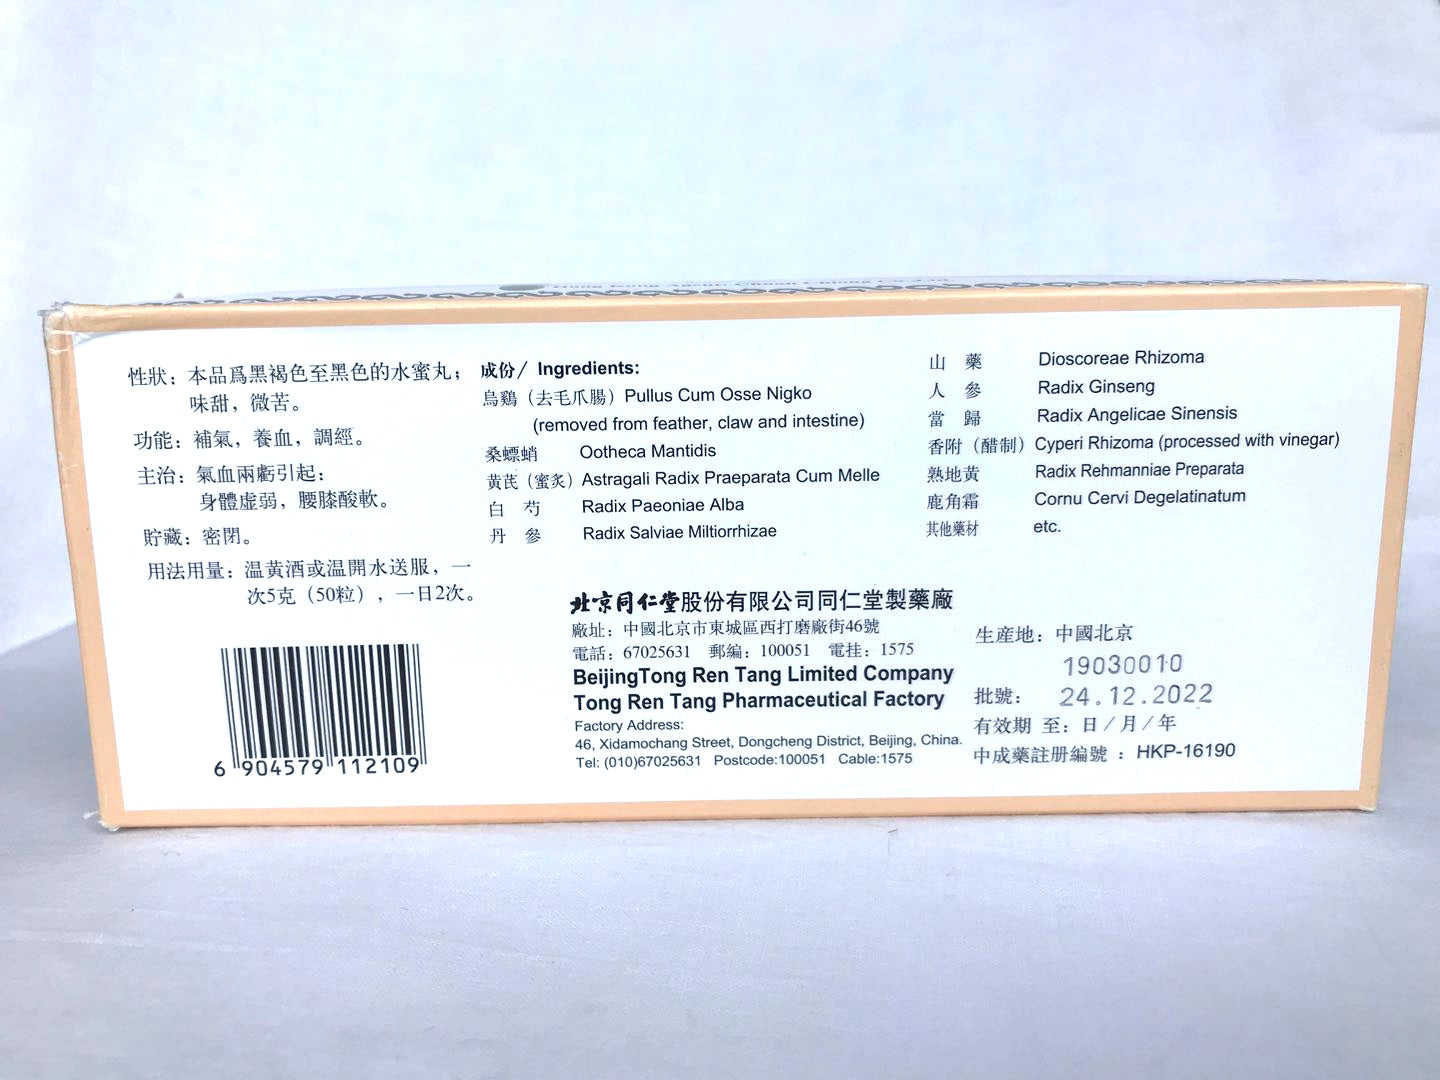 性狀：本品爲黑褐色至黑色的水蜜丸；
味甜，微苦。
功能：補氣，養血，調經。
主治：氣血兩虧引起：
身體虛弱，腰膝酸軟。
貯藏：密閉。
用法用量：温黄酒或温開水送服，一
次5克（50粒），一日2次。
6 904579 112109
成份/ Ingredients:
烏鷄（去毛爪腸）Pullus Cum Osse Nigko
(removed from feather, claw and intestine)
桑螵蛸 Ootheca Mantidis
黃芪（蜜炙）Astragali Radix Praeparata Cum Melle
白 芍 Radix Paeoniae Alba
丹 參 Radix Salviae Miltiorrhizae
山 藥 Dioscoreae Rhizoma
人 參 Radix Ginseng
當 歸 Radix Angelicae Sinensis
香附（醋制）Cyperi Rhizoma (processed with vinegar)
熟地黃 Radix Rehmanniae Preparata
鹿角霜 Cornu Cervi Degelatinatum
其他藥材 etc.
北京同仁堂股份有限公司同仁堂製藥廠
廠址：中國北京市東城區西打磨廠街46號
電話：67025631 郵編：100051 電挂：1575
BeijingTong Ren Tang Limited Company
Tong Ren Tang Pharmaceutical Factory
Factory Address:
46, Xidamochang Street, Dongcheng District, Beijing, China.
Tel: (010)67025631 Postcode:100051 Cable:1575
生産地：中國北京
19030010
批號： 24.12.2022
有效期 至：日/月/年
中成藥註册編號：HKP-16190